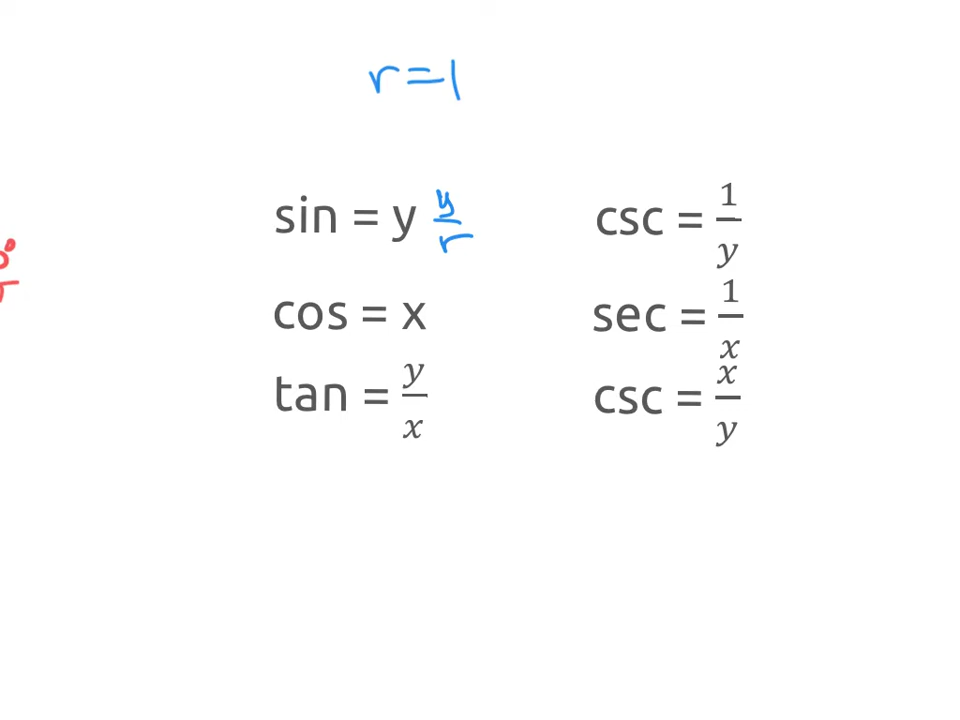 r=1
sin = y y/r
csc = 1/y
cos = x
sec = 1/x
tan = y/x
csc = x/y